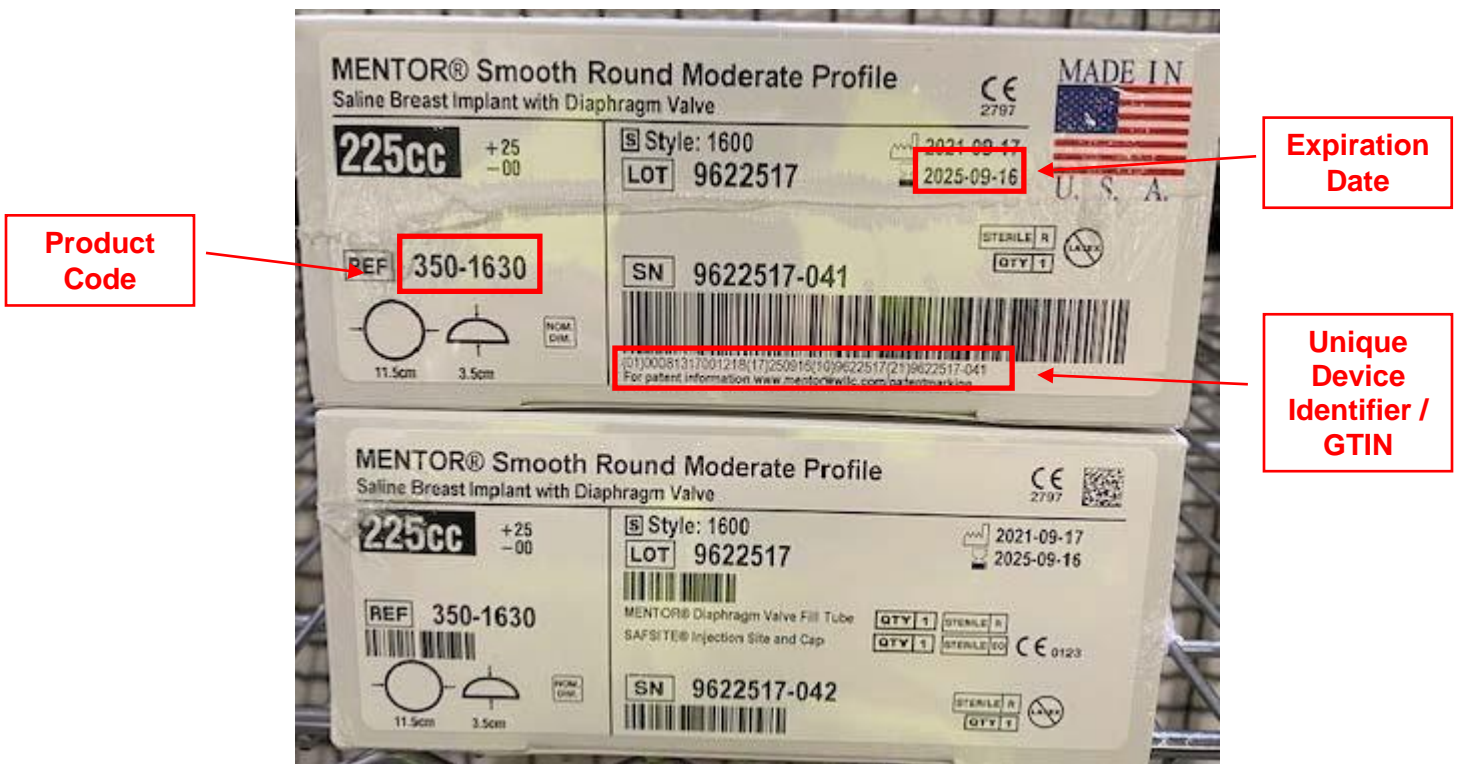 MENTOR® Smooth Round Moderate Profile
Saline Breast Implant with Diaphragm Valve
CE
2797
MADE IN
U. S. A.
225cc +25
-00
S Style: 1600
LOT 9622517
2021-09-17
2025-09-16
Expiration
Date
Product
Code
REF 350-1630
STERILE R
QTY 1
LATEX
SN 9622517-041
NOM.
DIM.
11.5cm 3.5cm
(01)00081317001218(17)250916(10)9622517(21)9622517-041
For patent information www.mentorwwllc.com/patentmarking
Unique
Device
Identifier /
GTIN
MENTOR® Smooth Round Moderate Profile
Saline Breast Implant with Diaphragm Valve
CE
2797
225cc +25
-00
S Style: 1600
LOT 9622517
2021-09-17
2025-09-16
REF 350-1630
MENTOR® Diaphragm Valve Fill Tube QTY 1 STERILE R
SAFSITE® Injection Site and Cap QTY 1 STERILE EO CE 0123
NOM.
DIM.
11.5cm 3.5cm
SN 9622517-042
STERILE R
QTY 1
LATEX